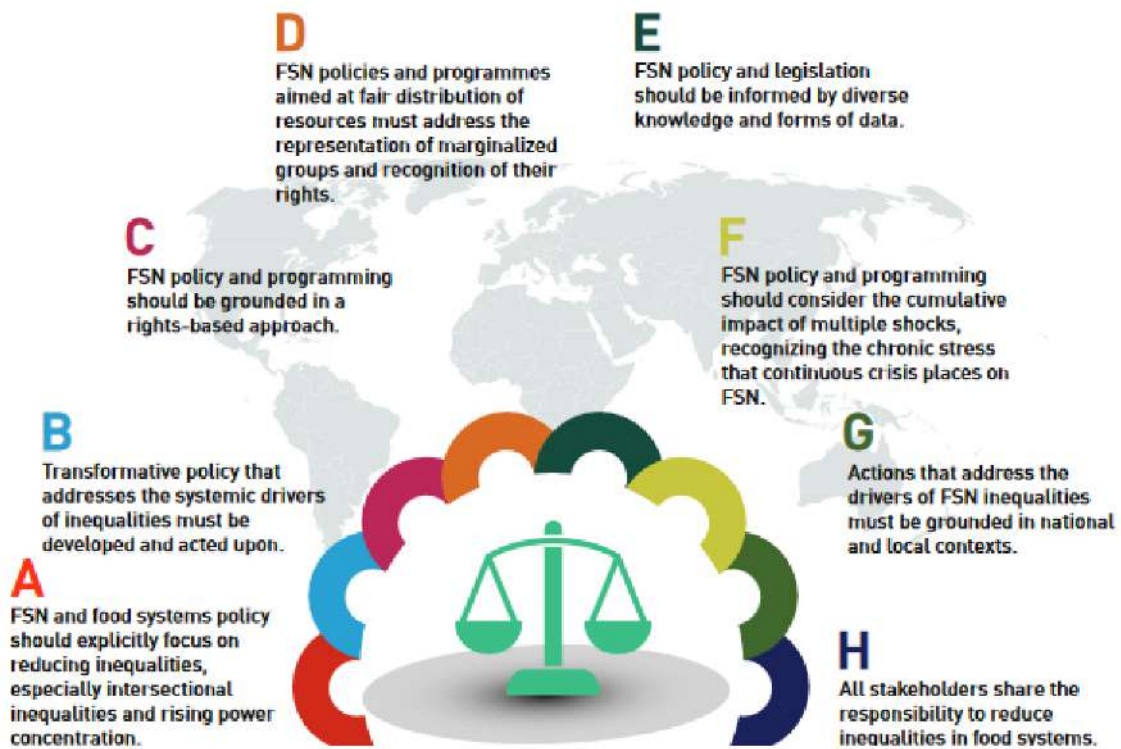 A
FSN and food systems policy
should explicitly focus on
reducing inequalities,
especially intersectional
inequalities and rising power
concentration.
B
Transformative policy that
addresses the systemic drivers
of inequalities must be
developed and acted upon.
C
FSN policy and programming
should be grounded in a
rights-based approach.
D
FSN policies and programmes
aimed at fair distribution of
resources must address the
representation of marginalized
groups and recognition of their
rights.
E
FSN policy and legislation
should be informed by diverse
knowledge and forms of data.
F
FSN policy and programming
should consider the cumulative
impact of multiple shocks,
recognizing the chronic stress
that continuous crisis places on
FSN.
G
Actions that address the
drivers of FSN inequalities
must be grounded in national
and local contexts.
H
All stakeholders share the
responsibility to reduce
inequalities in food systems.